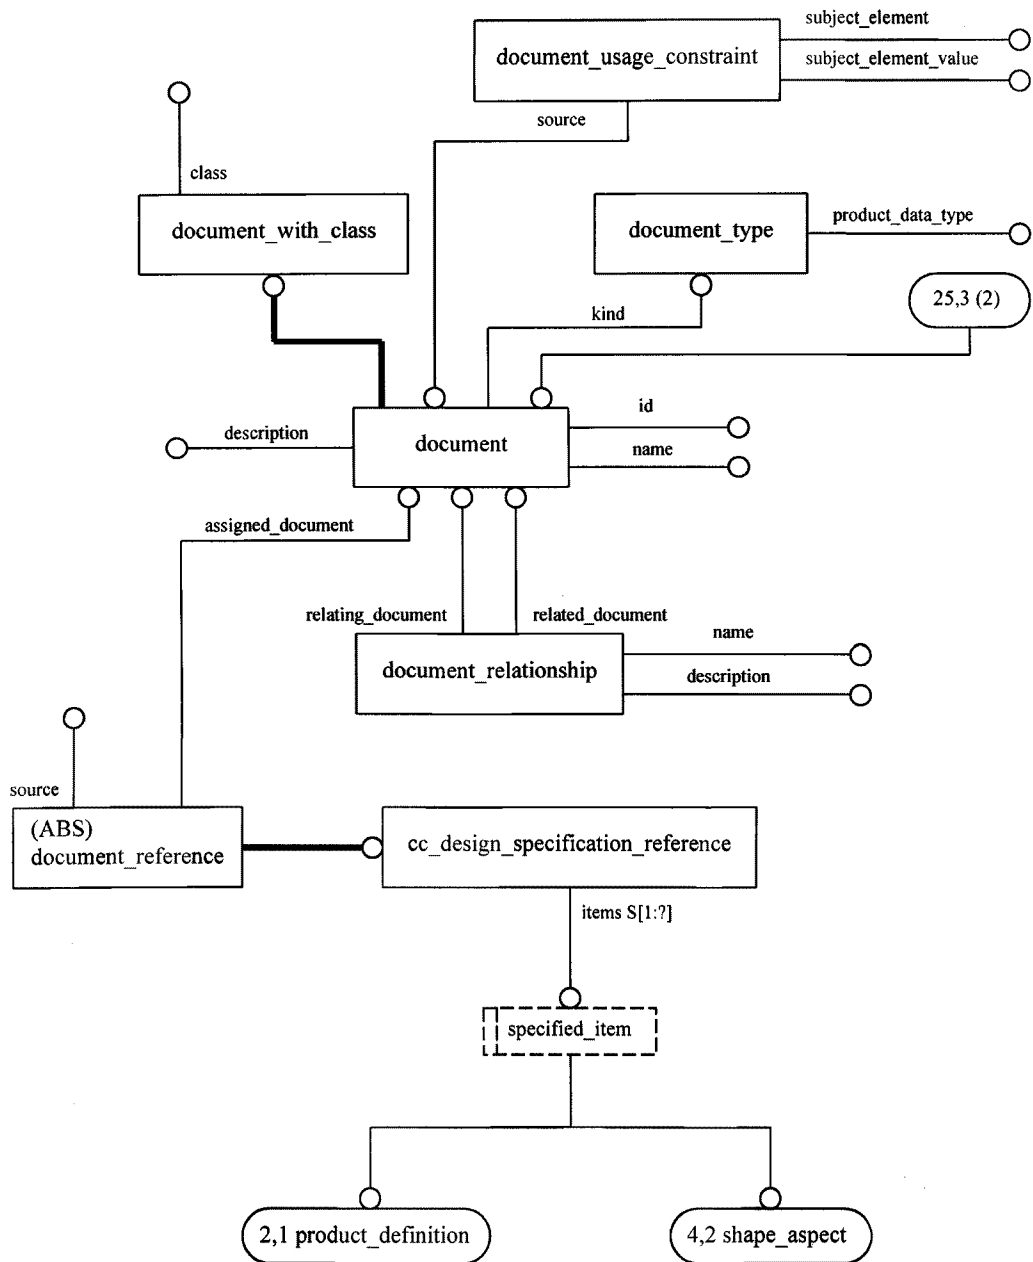 subject_element
document_usage_constraint
subject_element_value
source
class
document_with_class
document_type
product_data_type
25,3 (2)
kind
id
description
document
name
assigned_document
relating_document
related_document
name
document_relationship
description
source
(ABS)
document_reference
cc_design_specification_reference
items S[1:?]
specified_item
2,1 product_definition
4,2 shape_aspect